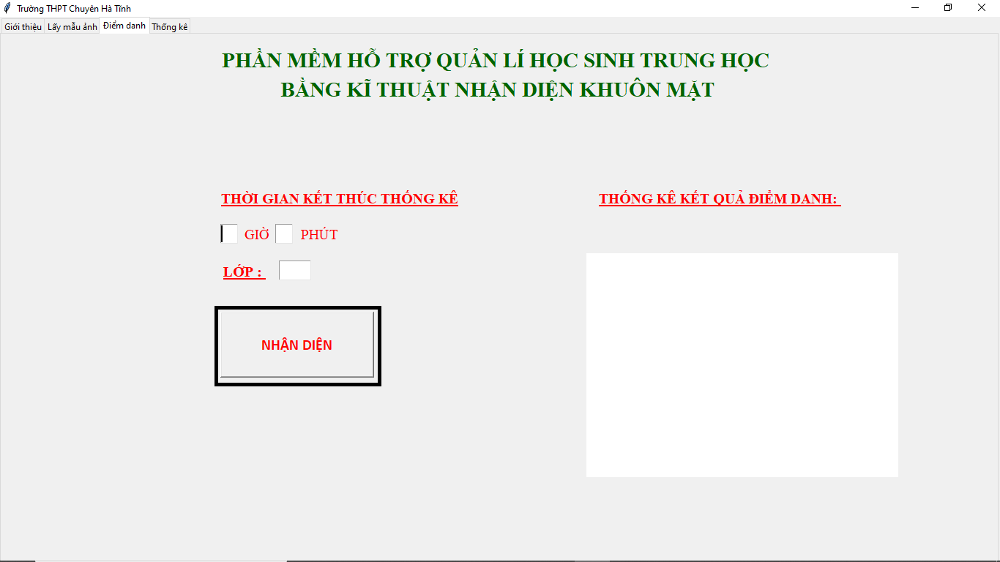 Trường THPT Chuyên Hà Tĩnh
Giới thiệu Lấy mẫu ảnh Điểm danh Thống kê
PHẦN MỀM HỖ TRỢ QUẢN LÍ HỌC SINH TRUNG HỌC
BẰNG KĨ THUẬT NHẬN DIỆN KHUÔN MẶT
THỜI GIAN KẾT THÚC THỐNG KÊ
GIỜ PHÚT
LỚP :
NHẬN DIỆN
THỐNG KÊ KẾT QUẢ ĐIỂM DANH: